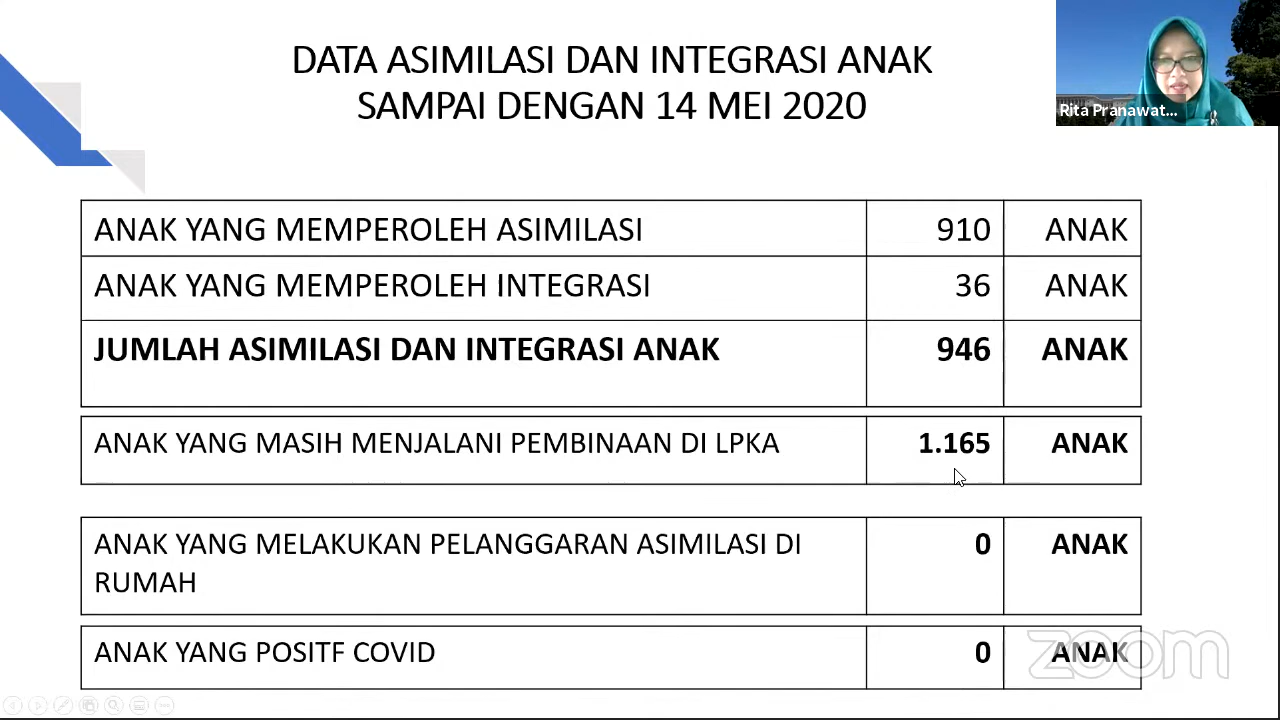 DATA ASIMILASI DAN INTEGRASI ANAK
SAMPAI DENGAN 14 MEI 2020
Rita Pranawat...
ANAK YANG MEMPEROLEH ASIMILASI 910 ANAK
ANAK YANG MEMPEROLEH INTEGRASI 36 ANAK
JUMLAH ASIMILASI DAN INTEGRASI ANAK 946 ANAK
ANAK YANG MASIH MENJALANI PEMBINAAN DI LPKA 1.165 ANAK
ANAK YANG MELAKUKAN PELANGGARAN ASIMILASI DI 0 ANAK
RUMAH
ANAK YANG POSITF COVID 0 ANAK
zoom